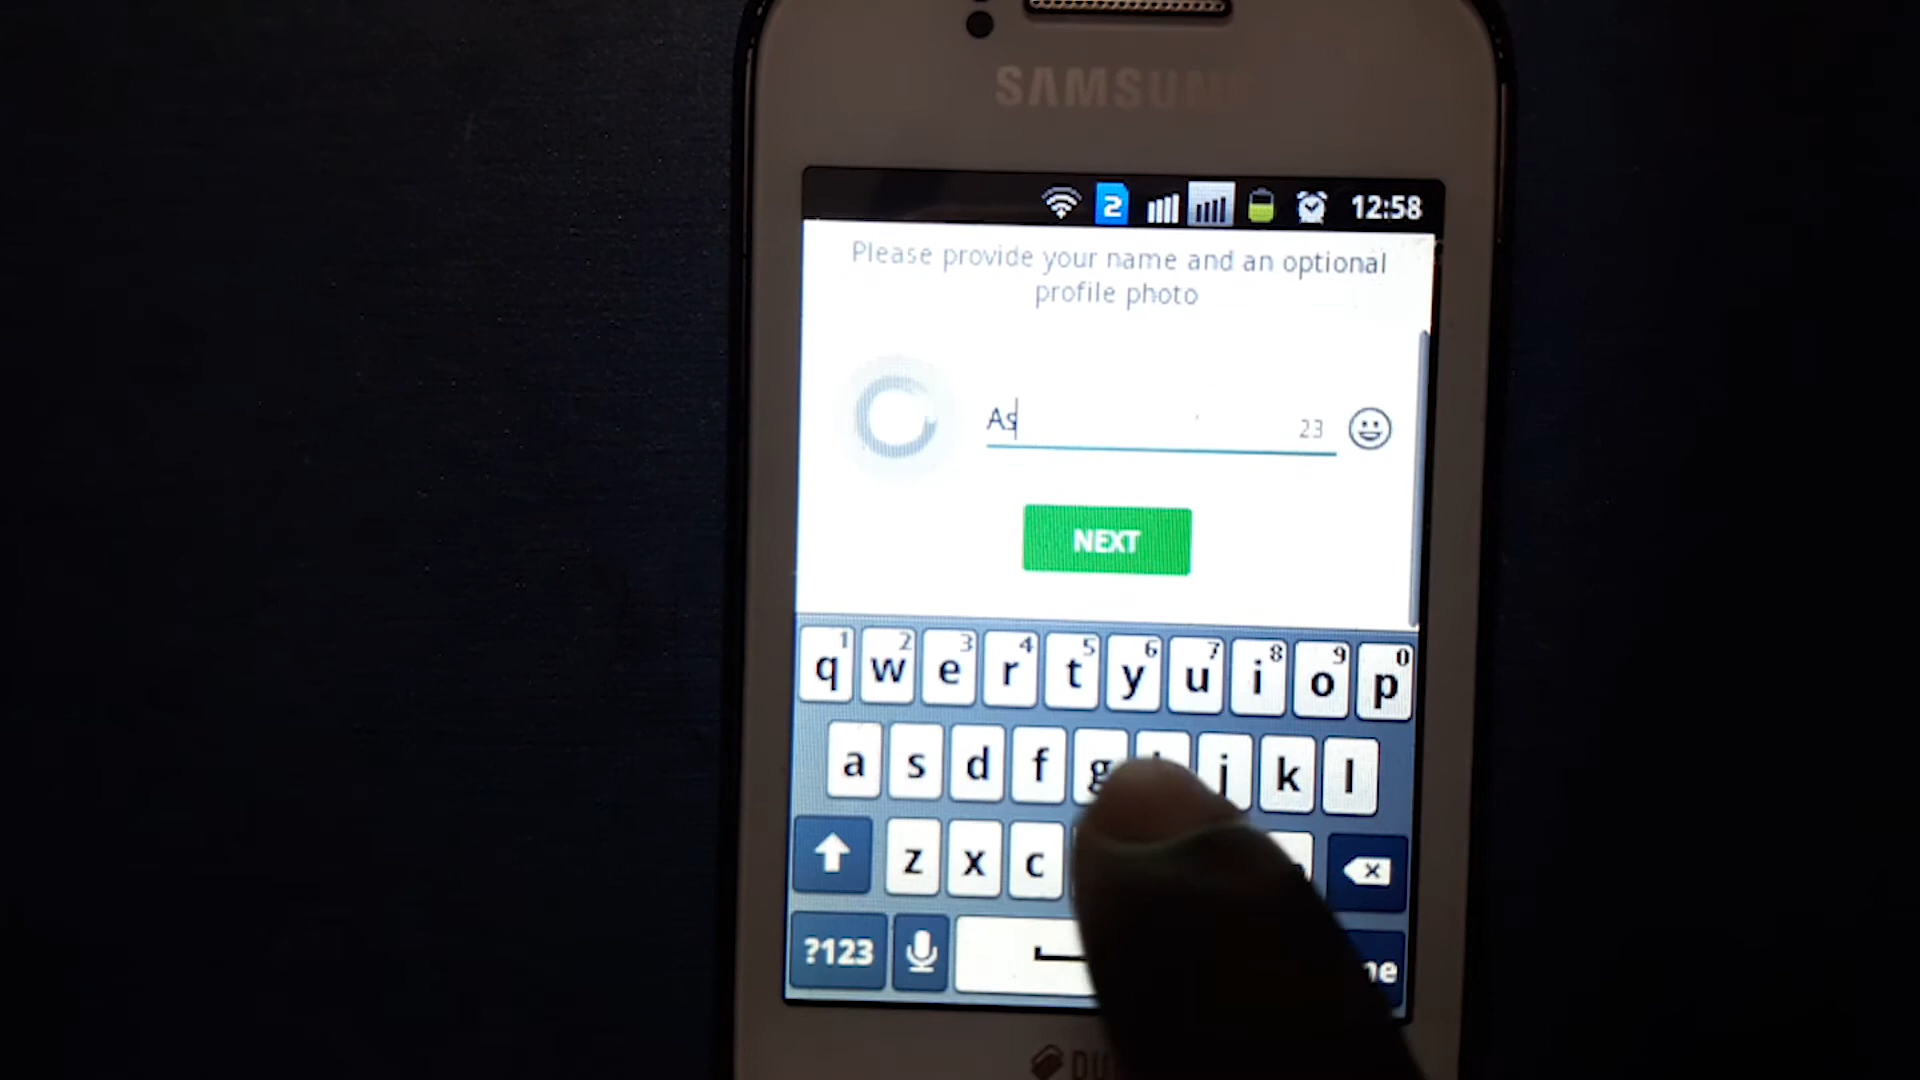 SAMSUNG
2 12:58
Please provide your name and an optional
profile photo
As 23
NEXT
1 2 3 4 5 6 7 8 9 0
q w e r t y u i o p
a s d f g j k l
z x c
?123